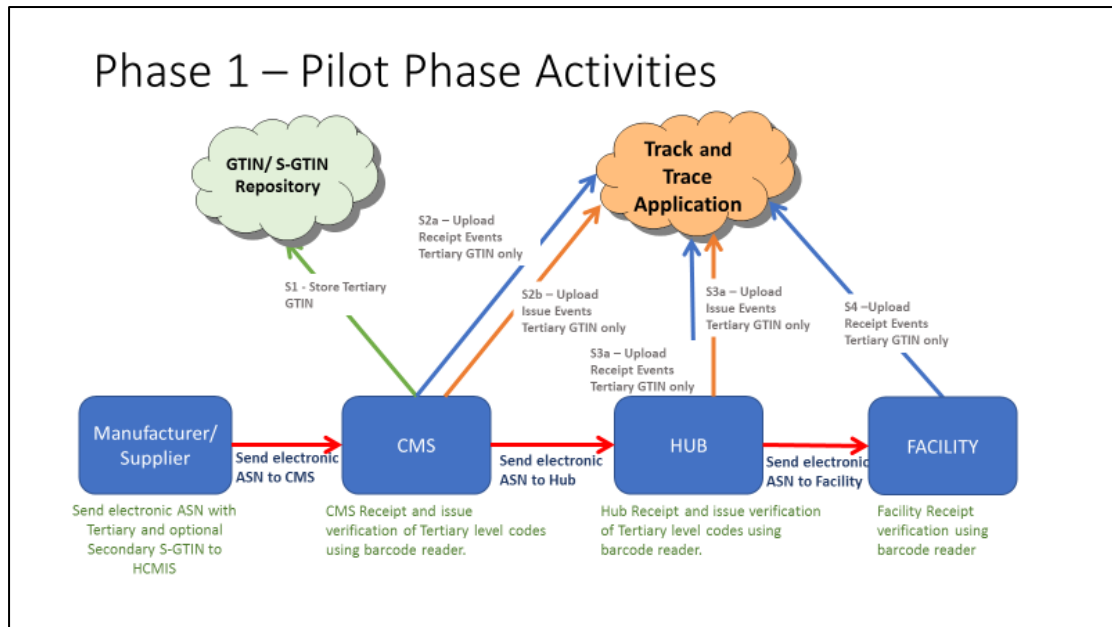 Phase 1 – Pilot Phase Activities
GTIN/ S-GTIN
Repository
Track and
Trace
Application
S2a – Upload
Receipt Events
Tertiary GTIN only
S1 - Store Tertiary
GTIN
S2b – Upload
Issue Events
Tertiary GTIN only
S3a – Upload
Issue Events
Tertiary GTIN only
S4 –Upload
Receipt Events
Tertiary GTIN only
S3a – Upload
Receipt Events
Tertiary GTIN only
Manufacturer/
Supplier
CMS
HUB
FACILITY
Send electronic
ASN to CMS
Send electronic
ASN to Hub
Send electronic
ASN to Facility
Send electronic ASN with
Tertiary and optional
Secondary S-GTIN to
HCMIS
CMS Receipt and issue
verification of Tertiary level codes
using barcode reader.
Hub Receipt and issue verification
of Tertiary level codes using
barcode reader.
Facility Receipt
verification using
barcode reader